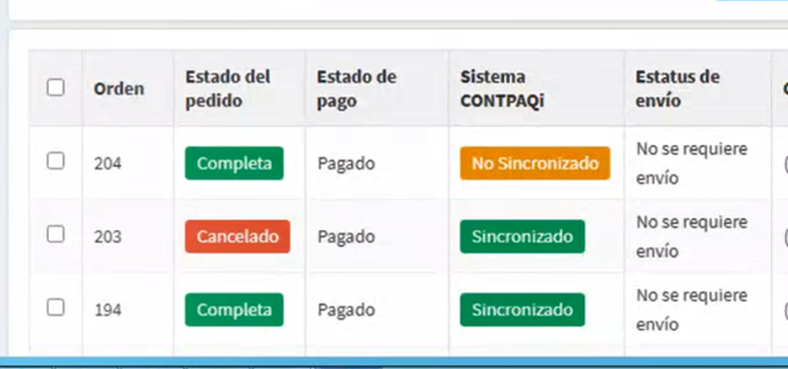 Orden Estado del pedido Estado de pago Sistema CONTPAQi Estatus de envío
204 Completa Pagado No Sincronizado No se requiere envío
203 Cancelado Pagado Sincronizado No se requiere envío
194 Completa Pagado Sincronizado No se requiere envío